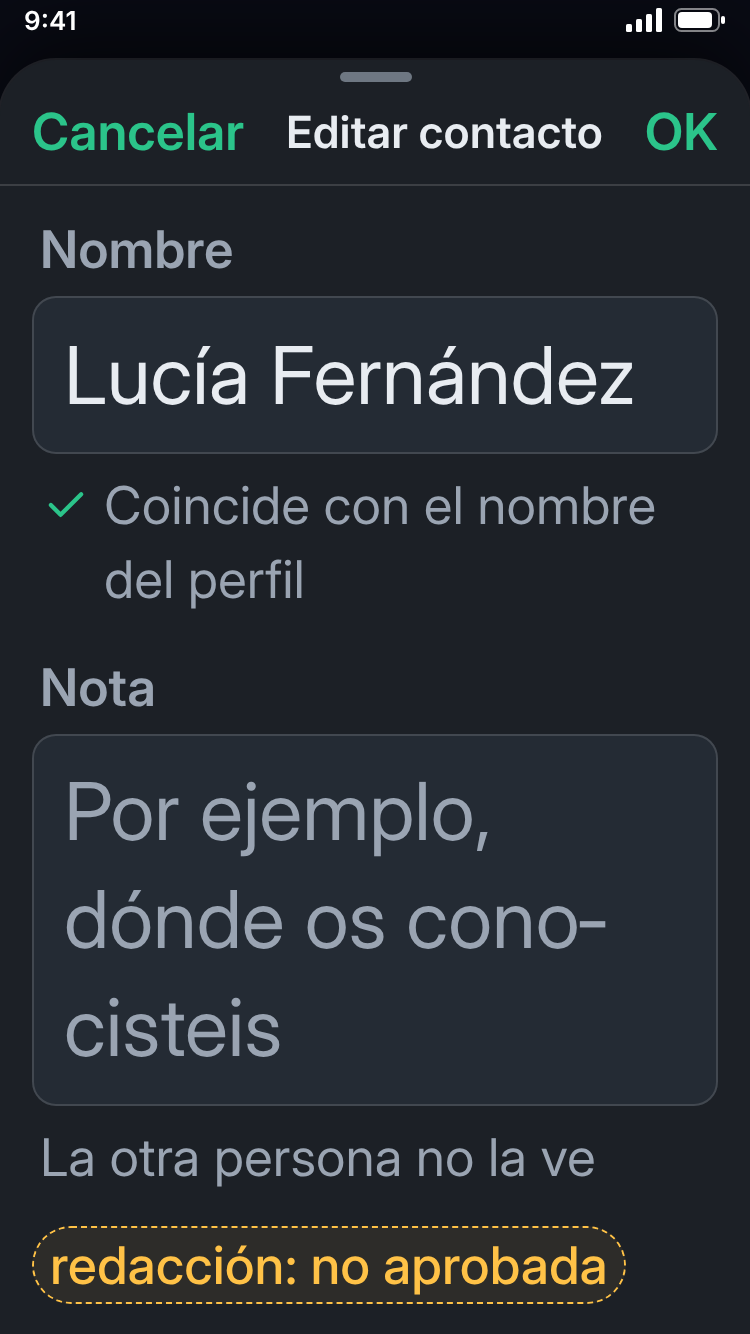 9:41
Cancelar Editar contacto OK
Nombre
Lucía Fernández
Coincide con el nombre
del perfil
Nota
Por ejemplo,
dónde os cono-
cisteis
La otra persona no la ve
redacción: no aprobada